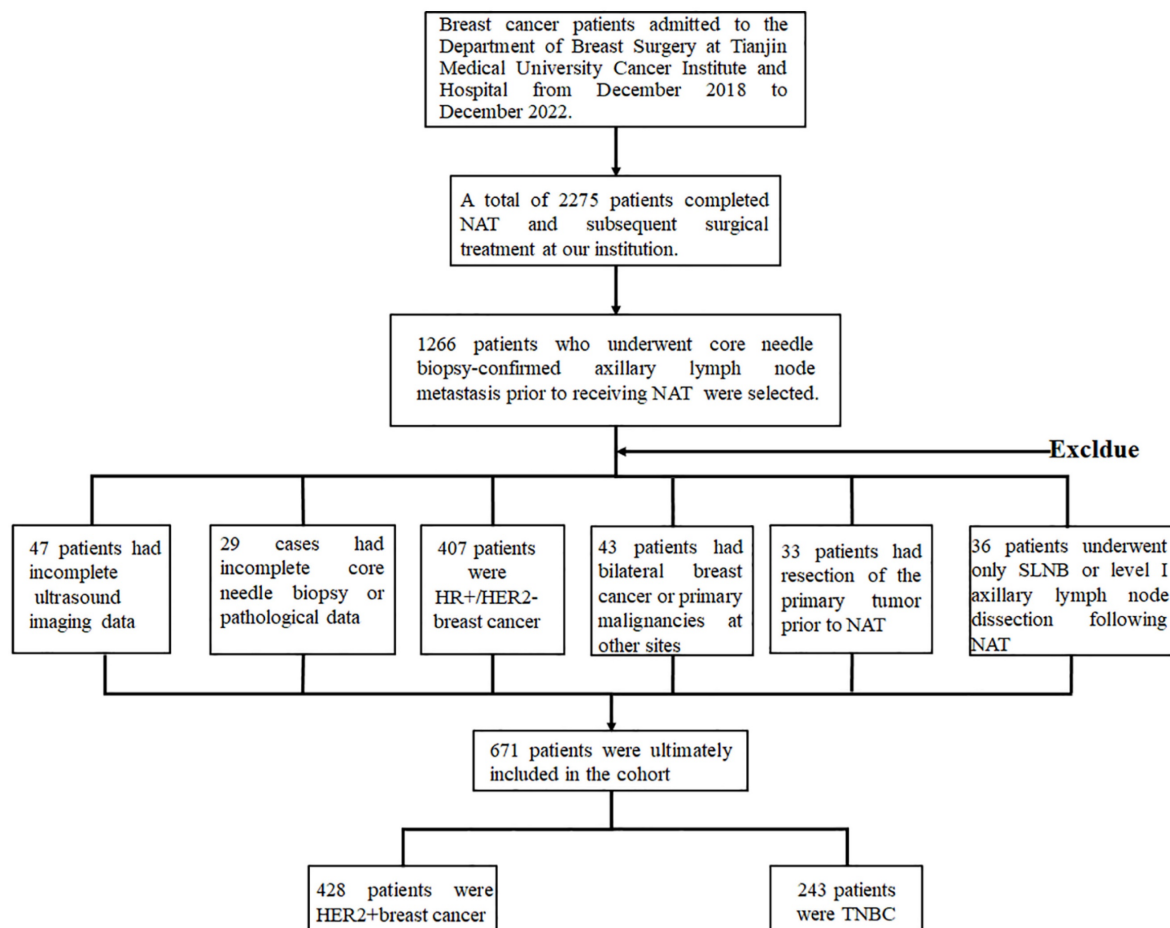 Breast cancer patients admitted to the
Department of Breast Surgery at Tianjin
Medical University Cancer Institute and
Hospital from December 2018 to
December 2022.
A total of 2275 patients completed
NAT and subsequent surgical
treatment at our institution.
1266 patients who underwent core needle
biopsy-confirmed axillary lymph node
metastasis prior to receiving NAT were selected.
Excldue
47 patients had
incomplete
ultrasound
imaging data
29 cases had
incomplete core
needle biopsy or
pathological data
407 patients
were
HR+/HER2-
breast cancer
43 patients had
bilateral breast
cancer or primary
malignancies at
other sites
33 patients had
resection of the
primary tumor
prior to NAT
36 patients underwent
only SLNB or level I
axillary lymph node
dissection following
NAT
671 patients were ultimately
included in the cohort
428 patients were
HER2+breast cancer
243 patients
were TNBC